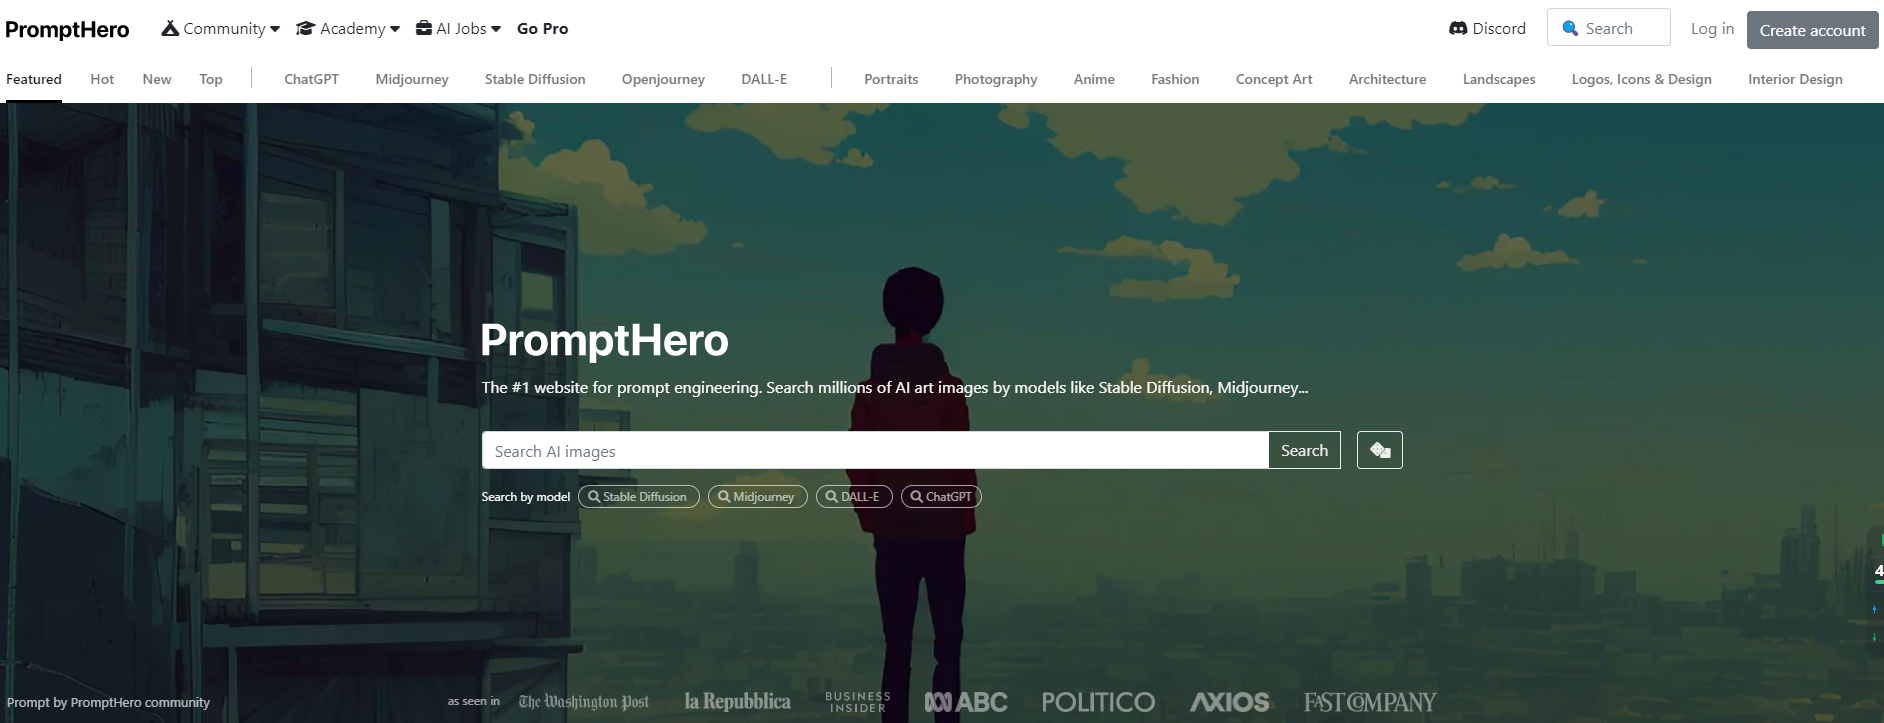 PromptHero Community Academy AI Jobs Go Pro Discord Search Log in Create account
Featured Hot New Top ChatGPT Midjourney Stable Diffusion Openjourney DALL-E Portraits Photography Anime Fashion Concept Art Architecture Landscapes Logos, Icons & Design Interior Design
PromptHero
The #1 website for prompt engineering. Search millions of AI art images by models like Stable Diffusion, Midjourney...
Search AI images Search
Search by model Stable Diffusion Midjourney DALL-E ChatGPT
4
Prompt by PromptHero community as seen in The Washington Post la Repubblica BUSINESS INSIDER ABC POLITICO AXIOS FAST COMPANY